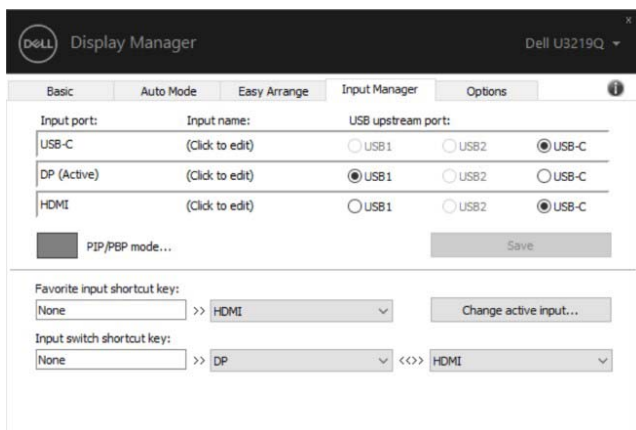 x
DELL Display Manager Dell U3219Q
Basic Auto Mode Easy Arrange Input Manager Options i
Input port: Input name: USB upstream port:
USB-C (Click to edit) USB1 USB2 USB-C
DP (Active) (Click to edit) USB1 USB2 USB-C
HDMI (Click to edit) USB1 USB2 USB-C
PIP/PBP mode... Save
Favorite input shortcut key:
None >> HDMI Change active input...
Input switch shortcut key:
None >> DP <<>> HDMI